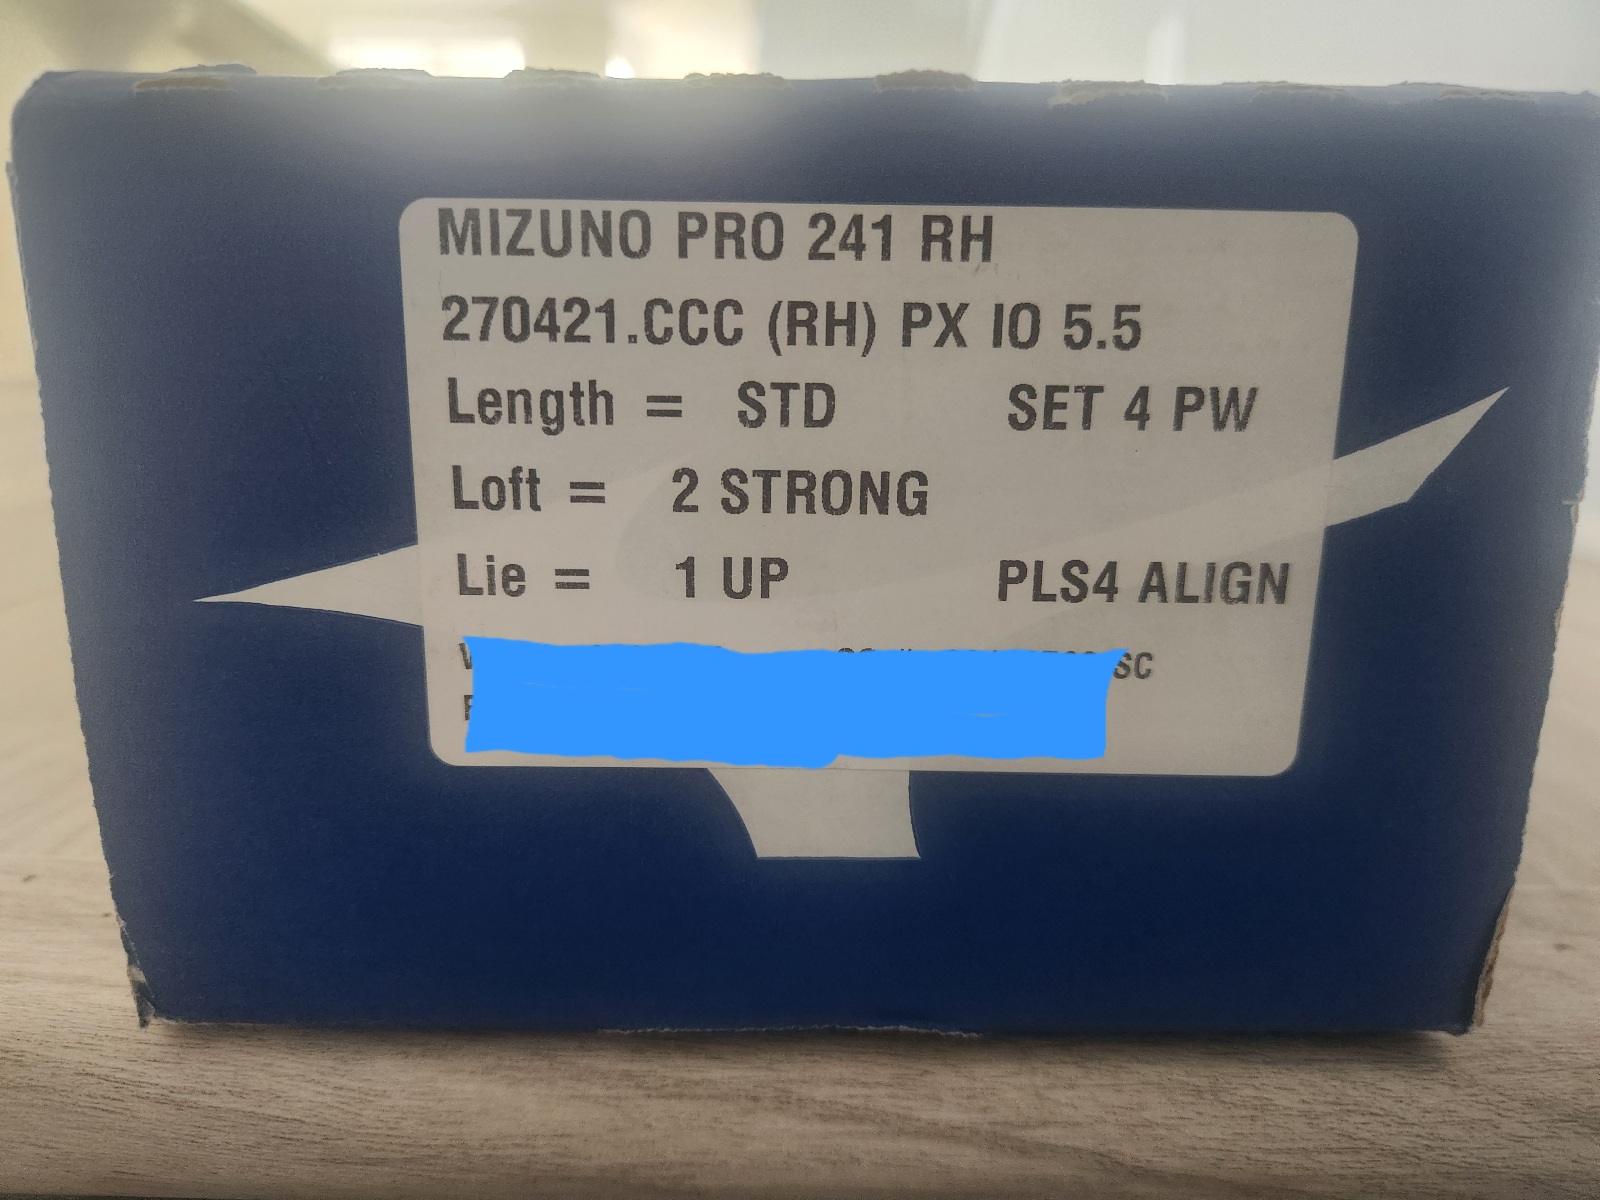 MIZUNO PRO 241 RH
270421.CCC (RH) PX IO 5.5
Length = STD SET 4 PW
Loft = 2 STRONG
Lie = 1 UP PLS4 ALIGN
SC